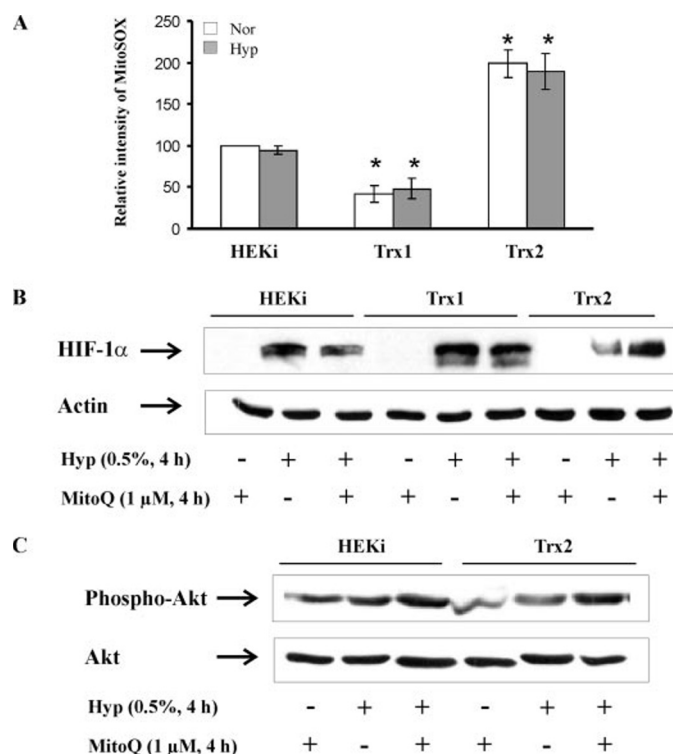 A
Relative intensity of MitoSOX
250
200
150
100
50
0
Nor
Hyp
* *
* *
HEKi Trx1 Trx2
B
HEKi Trx1 Trx2
HIF-1α
Actin
Hyp (0.5%, 4 h) - + + - + + - + +
MitoQ (1 µM, 4 h) + - + + - + + - +
C
HEKi Trx2
Phospho-Akt
Akt
Hyp (0.5%, 4 h) - + + - + +
MitoQ (1 µM, 4 h) + - + + - +